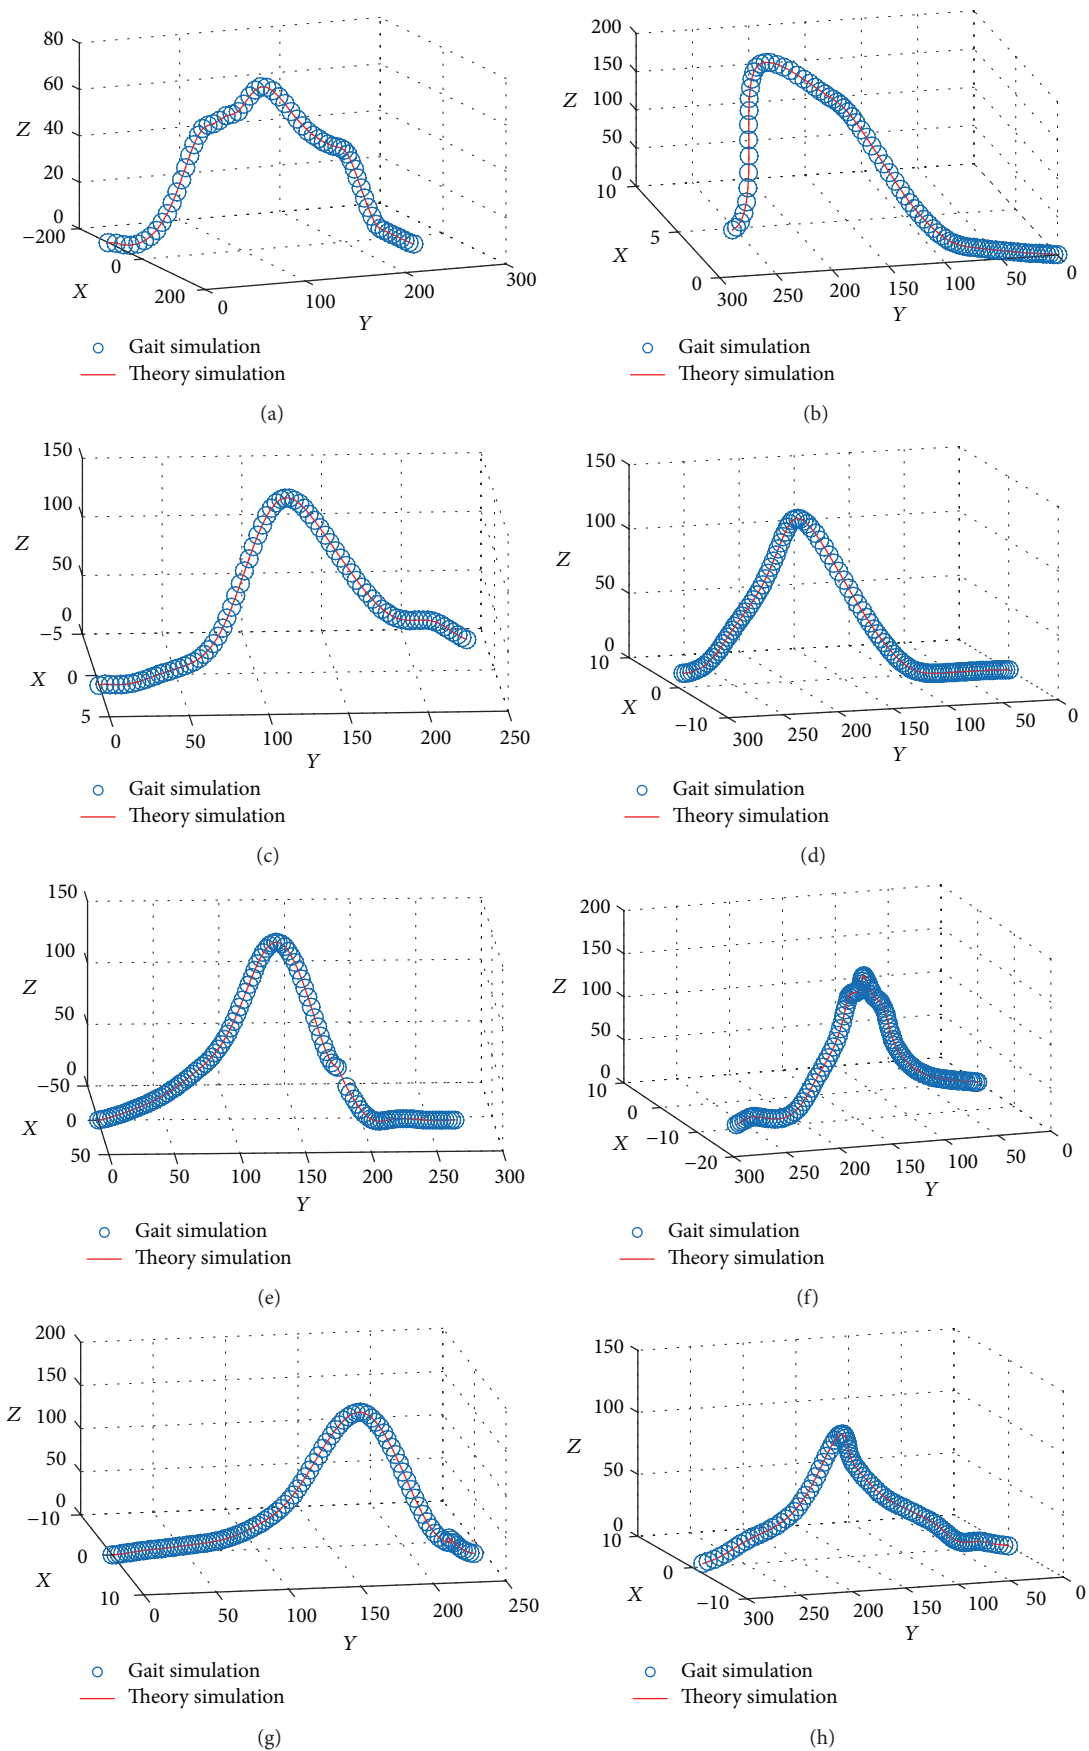 80
60
Z 40
20
0
−200
0
X 200
0
100
200
300
Y
Gait simulation
Theory simulation
(a)
200
150
Z 100
50
0
10
5
X
0
300
250
200
150
100
50
0
Y
Gait simulation
Theory simulation
(b)
150
100
Z
50
0
−5
X 0
5
0
50
100
150
200
250
Y
Gait simulation
Theory simulation
(c)
150
100
Z
50
0
10
0
X
−10
300
250
200
150
100
50
0
Y
Gait simulation
Theory simulation
(d)
150
100
Z
50
0
−50
X 0
50
0
50
100
150
200
250
300
Y
Gait simulation
Theory simulation
(e)
200
150
Z 100
50
0
10
0
X −10
−20
300
250
200
150
100
50
0
Y
Gait simulation
Theory simulation
(f)
200
150
Z 100
50
0
−10
0
X
10
0
50
100
150
200
250
Y
Gait simulation
Theory simulation
(g)
150
100
Z
50
0
10
0
X
−10
300
250
200
150
100
50
0
Y
Gait simulation
Theory simulation
(h)